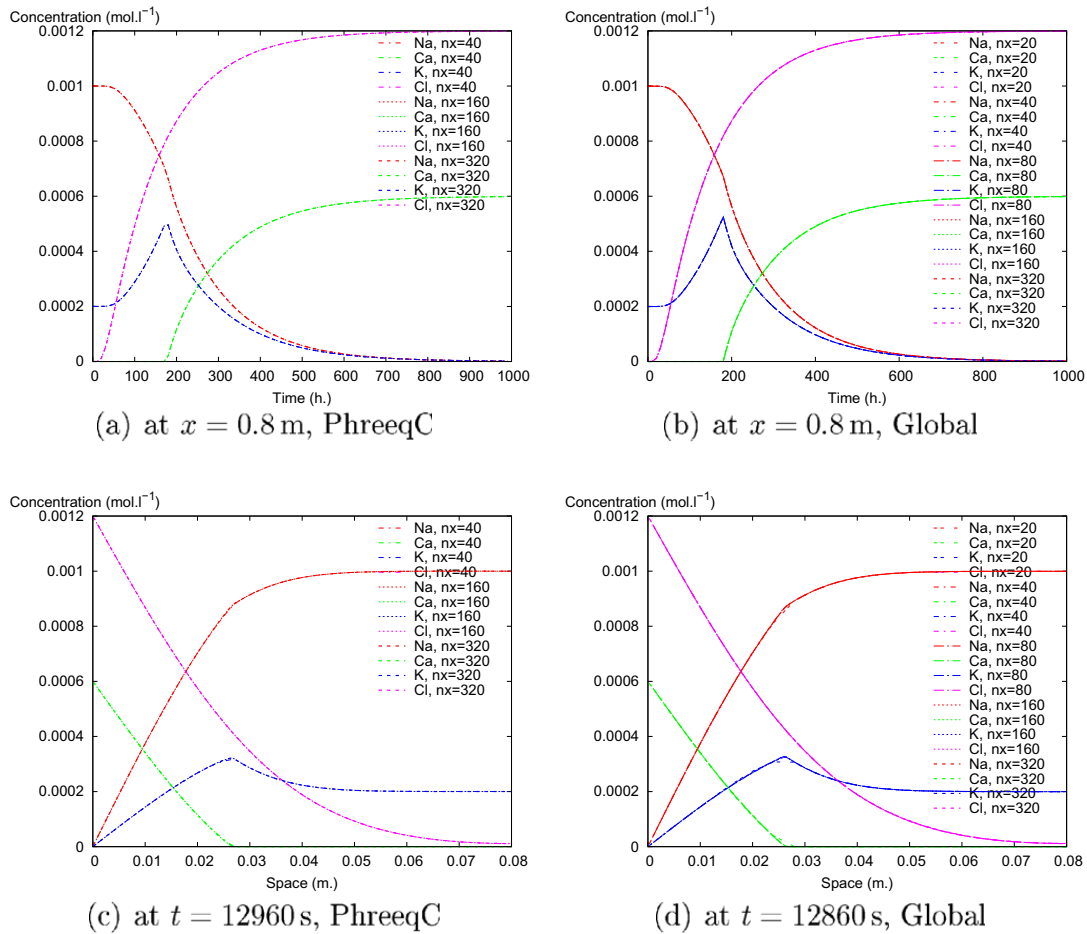 Concentration (mol.l⁻¹)
0.0012
0.001
0.0008
0.0006
0.0004
0.0002
0
0 100 200 300 400 500 600 700 800 900 1000
Time (h.)
Na, nx=40
Ca, nx=40
K, nx=40
Cl, nx=40
Na, nx=160
Ca, nx=160
K, nx=160
Cl, nx=160
Na, nx=320
Ca, nx=320
K, nx=320
Cl, nx=320
(a) at x = 0.8 m, PhreeqC
Concentration (mol.l⁻¹)
0.0012
0.001
0.0008
0.0006
0.0004
0.0002
0
0 200 400 600 800 1000
Time (h.)
Na, nx=20
Ca, nx=20
K, nx=20
Cl, nx=20
Na, nx=40
Ca, nx=40
K, nx=40
Cl, nx=40
Na, nx=80
Ca, nx=80
K, nx=80
Cl, nx=80
Na, nx=160
Ca, nx=160
K, nx=160
Cl, nx=160
Na, nx=320
Ca, nx=320
K, nx=320
Cl, nx=320
(b) at x = 0.8 m, Global
Concentration (mol.l⁻¹)
0.0012
0.001
0.0008
0.0006
0.0004
0.0002
0
0 0.01 0.02 0.03 0.04 0.05 0.06 0.07 0.08
Space (m.)
Na, nx=40
Ca, nx=40
K, nx=40
Cl, nx=40
Na, nx=160
Ca, nx=160
K, nx=160
Cl, nx=160
Na, nx=320
Ca, nx=320
K, nx=320
Cl, nx=320
(c) at t = 12960 s, PhreeqC
Concentration (mol.l⁻¹)
0.0012
0.001
0.0008
0.0006
0.0004
0.0002
0
0 0.01 0.02 0.03 0.04 0.05 0.06 0.07 0.08
Space (m.)
Na, nx=20
Ca, nx=20
K, nx=20
Cl, nx=20
Na, nx=40
Ca, nx=40
K, nx=40
Cl, nx=40
Na, nx=80
Ca, nx=80
K, nx=80
Cl, nx=80
Na, nx=160
Ca, nx=160
K, nx=160
Cl, nx=160
Na, nx=320
Ca, nx=320
K, nx=320
Cl, nx=320
(d) at t = 12860 s, Global